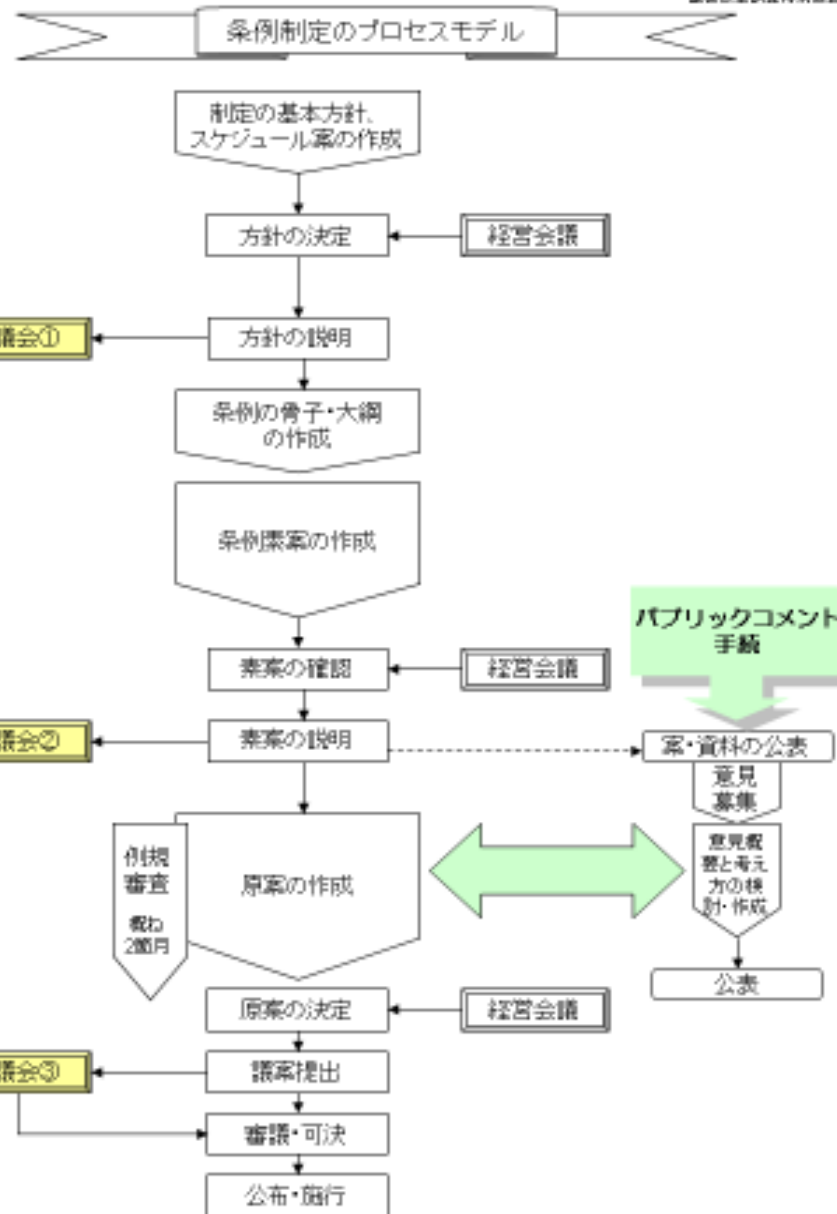 条例制定のプロセスモデル
制定の基本方針、
スケジュール案の作成
方針の決定
経営会議
議会①
方針の説明
条例の骨子・大綱
の作成
条例素案の作成
パブリックコメント
手続
素案の確認
経営会議
議会②
素案の説明
案・資料の公表
意見
募集
例規
審査
概ね
2箇月
原案の作成
意見概
要と考え
方の検
討・作成
公表
原案の決定
経営会議
議会③
議案提出
審議・可決
公布・施行